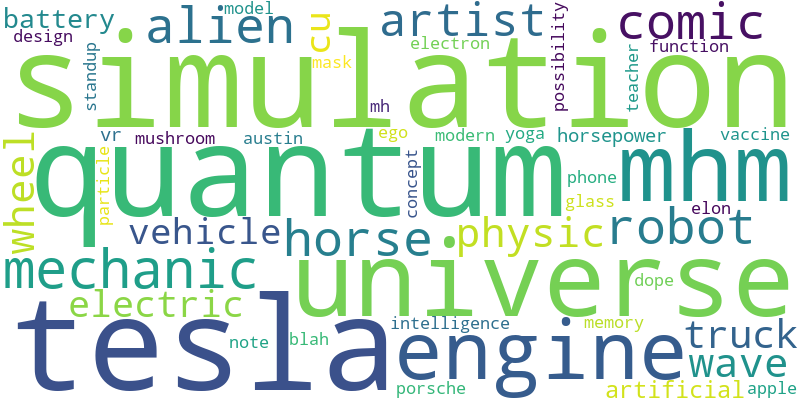 battery
model
alien
artist
comic
design
standup
simulation
cu
mask
electron
possibility
function
teacher
mh
wheel
vr
mushroom
austin
ego
modern
yoga
horsepower
vaccine
quantum
mhm
particle
concept
phone
glass
elon
vehicle
horse
physic
robot
mechanic
universe
dope
electric
tesla
note
blah
intelligence
memory
engine
truck
wave
porsche
artificial
apple